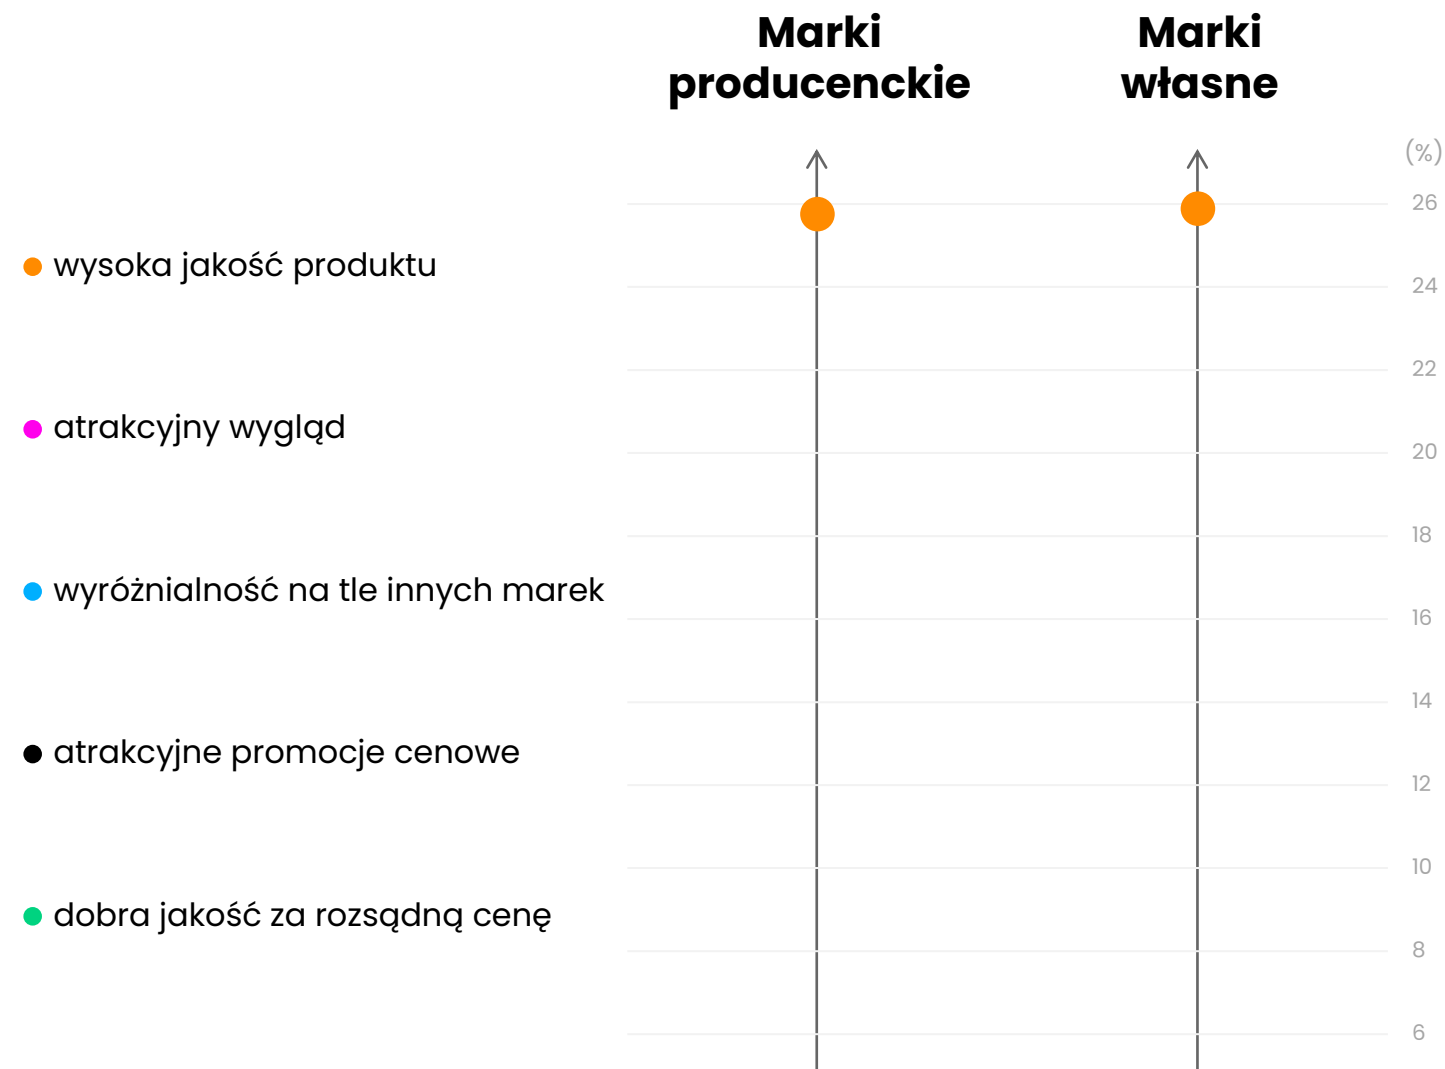 Marki
producenckie
Marki
własne
(%)
26
wysoka jakość produktu
24
22
atrakcyjny wygląd
20
18
wyróżnialność na tle innych marek
16
14
atrakcyjne promocje cenowe
12
10
dobra jakość za rozsądną cenę
8
6